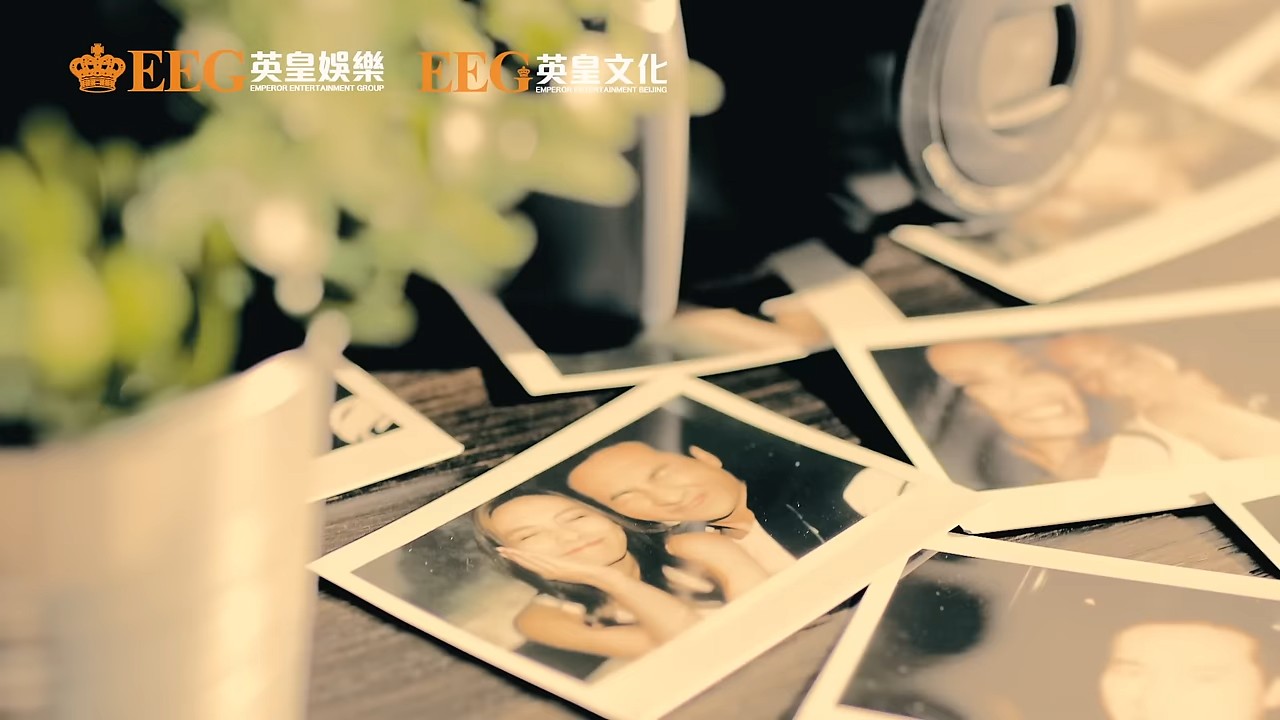 EEG 英皇娛樂
EMPEROR ENTERTAINMENT GROUP
EEG 英皇文化
EMPEROR ENTERTAINMENT BEIJING